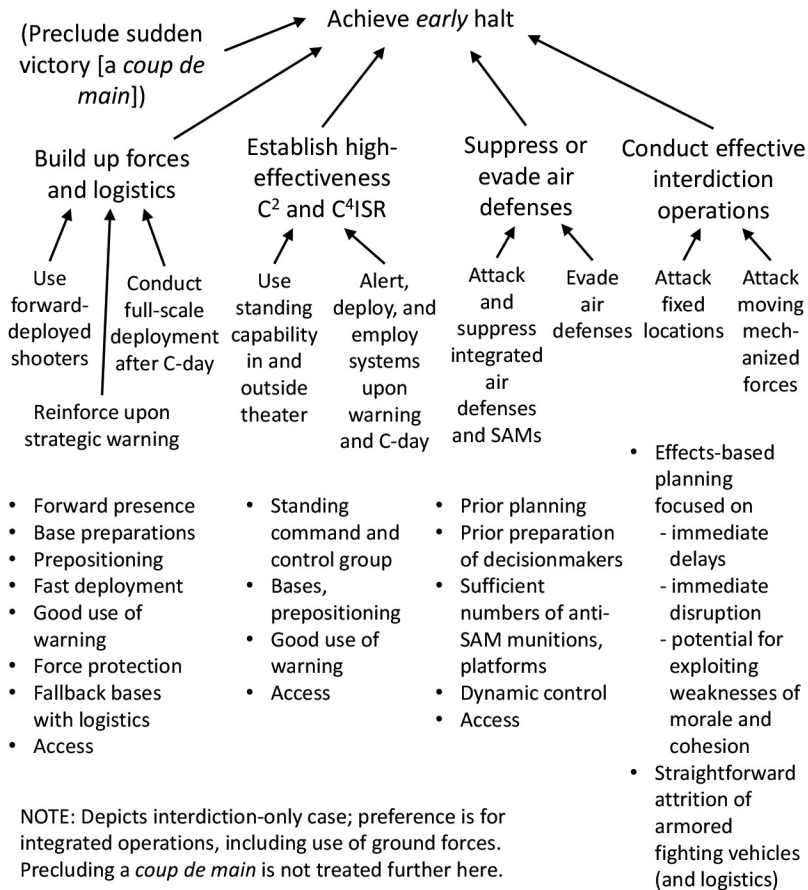 Achieve early halt
(Preclude sudden
victory [a coup de
main])
Build up forces
and logistics
Establish high-
effectiveness
C² and C⁴ISR
Suppress or
evade air
defenses
Conduct effective
interdiction
operations
Use
forward-
deployed
shooters
Conduct
full-scale
deployment
after C-day
Reinforce upon
strategic warning
Use
standing
capability
in and
outside
theater
Alert,
deploy, and
employ
systems
upon
warning
and C-day
Attack
and
suppress
integrated
air
defenses
and SAMs
Evade
air
defenses
Attack
fixed
locations
Attack
moving
mech-
anized
forces
• Forward presence
• Base preparations
• Prepositioning
• Fast deployment
• Good use of
warning
• Force protection
• Fallback bases
with logistics
• Access
• Standing
command and
control group
• Bases,
prepositioning
• Good use of
warning
• Access
• Prior planning
• Prior preparation
of decisionmakers
• Sufficient
numbers of anti-
SAM munitions,
platforms
• Dynamic control
• Access
• Effects-based
planning
focused on
- immediate
delays
- immediate
disruption
- potential for
exploiting
weaknesses of
morale and
cohesion
• Straightforward
attrition of
armored
fighting vehicles
(and logistics)
NOTE: Depicts interdiction-only case; preference is for
integrated operations, including use of ground forces.
Precluding a coup de main is not treated further here.